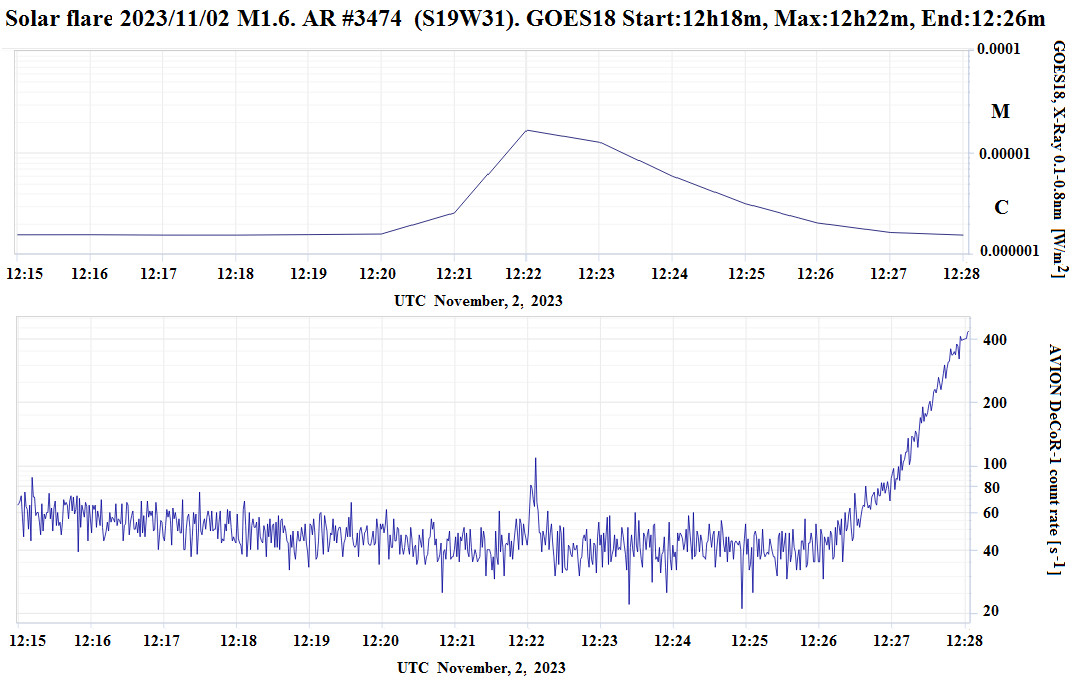 Solar flare 2023/11/02 M1.6. AR #3474 (S19W31). GOES18 Start:12h18m, Max:12h22m, End:12:26m
0.0001
M
0.00001
C
0.000001
GOES18, X-Ray 0.1-0.8nm [W/m2]
12:15 12:16 12:17 12:18 12:19 12:20 12:21 12:22 12:23 12:24 12:25 12:26 12:27 12:28
UTC November, 2, 2023
400
200
100
80
60
40
20
AVION DeCoR-1 count rate [s-1]
12:15 12:16 12:17 12:18 12:19 12:20 12:21 12:22 12:23 12:24 12:25 12:26 12:27 12:28
UTC November, 2, 2023